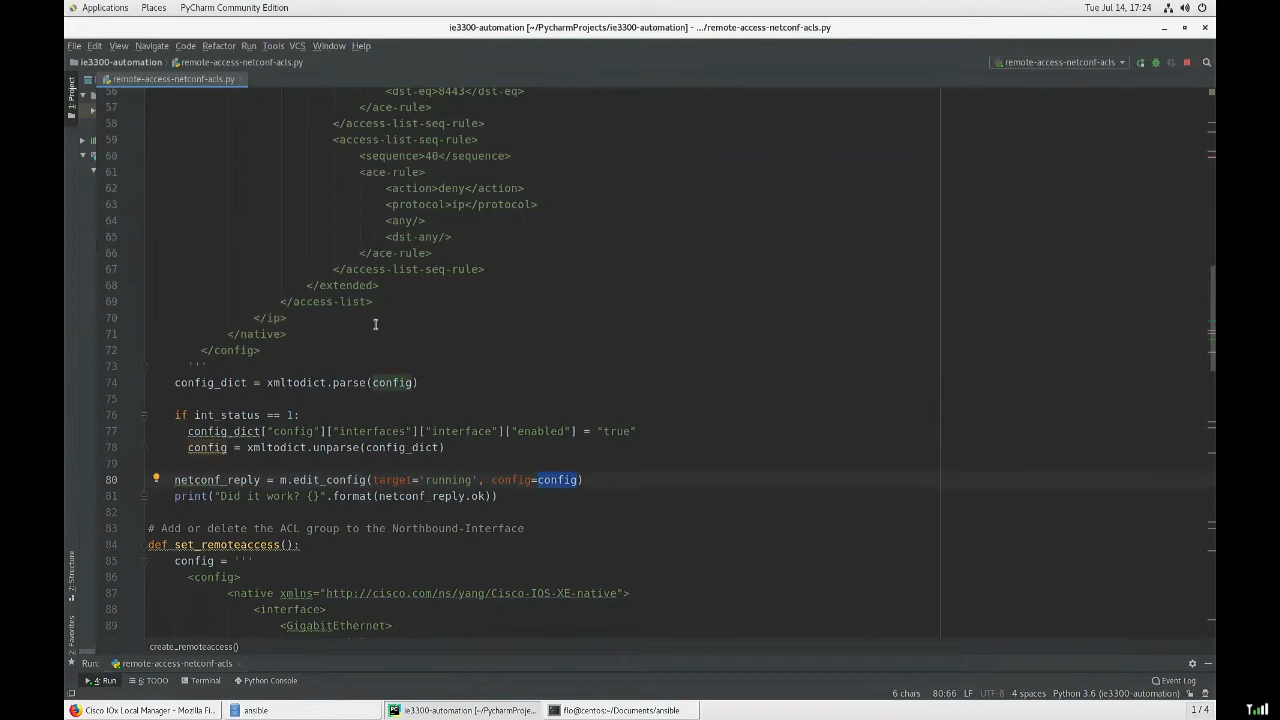 Applications Places PyCharm Community Edition Tue Jul 14, 17:24
ie3300-automation [~/PycharmProjects/ie3300-automation] - .../remote-access-netconf-acls.py
File Edit View Navigate Code Refactor Run Tools VCS Window Help
ie3300-automation remote-access-netconf-acls.py remote-access-netconf-acls
remote-access-netconf-acls.py
1: Project
56 <dst-eq>8443</dst-eq>
57 </ace-rule>
58 </access-list-seq-rule>
59 <access-list-seq-rule>
60 <sequence>40</sequence>
61 <ace-rule>
62 <action>deny</action>
63 <protocol>ip</protocol>
64 <any/>
65 <dst-any/>
66 </ace-rule>
67 </access-list-seq-rule>
68 </extended>
69 </access-list>
70 </ip>
71 </native>
72 </config>
73 '''
74 config_dict = xmltodict.parse(config)
75
76 if int_status == 1:
77 config_dict["config"]["interfaces"]["interface"]["enabled"] = "true"
78 config = xmltodict.unparse(config_dict)
79
80 netconf_reply = m.edit_config(target='running', config=config)
81 print("Did it work? {}".format(netconf_reply.ok))
82
83 # Add or delete the ACL group to the Northbound-Interface
84 def set_remoteaccess():
85 config = '''
86 <config>
87 <native xmlns="http://cisco.com/ns/yang/Cisco-IOS-XE-native">
88 <interface>
89 <GigabitEthernet>
7: Structure
2: Favorites
create_remoteaccess()
Run: remote-access-netconf-acls
4: Run 6: TODO Terminal Python Console Event Log
6 chars 80:66 LF UTF-8 4 spaces Python 3.6 (ie3300-automation)
Cisco IOx Local Manager - Mozilla Fi... ansible ie3300-automation [~/PycharmProje... flo@centos:~/Documents/ansible 1 / 4